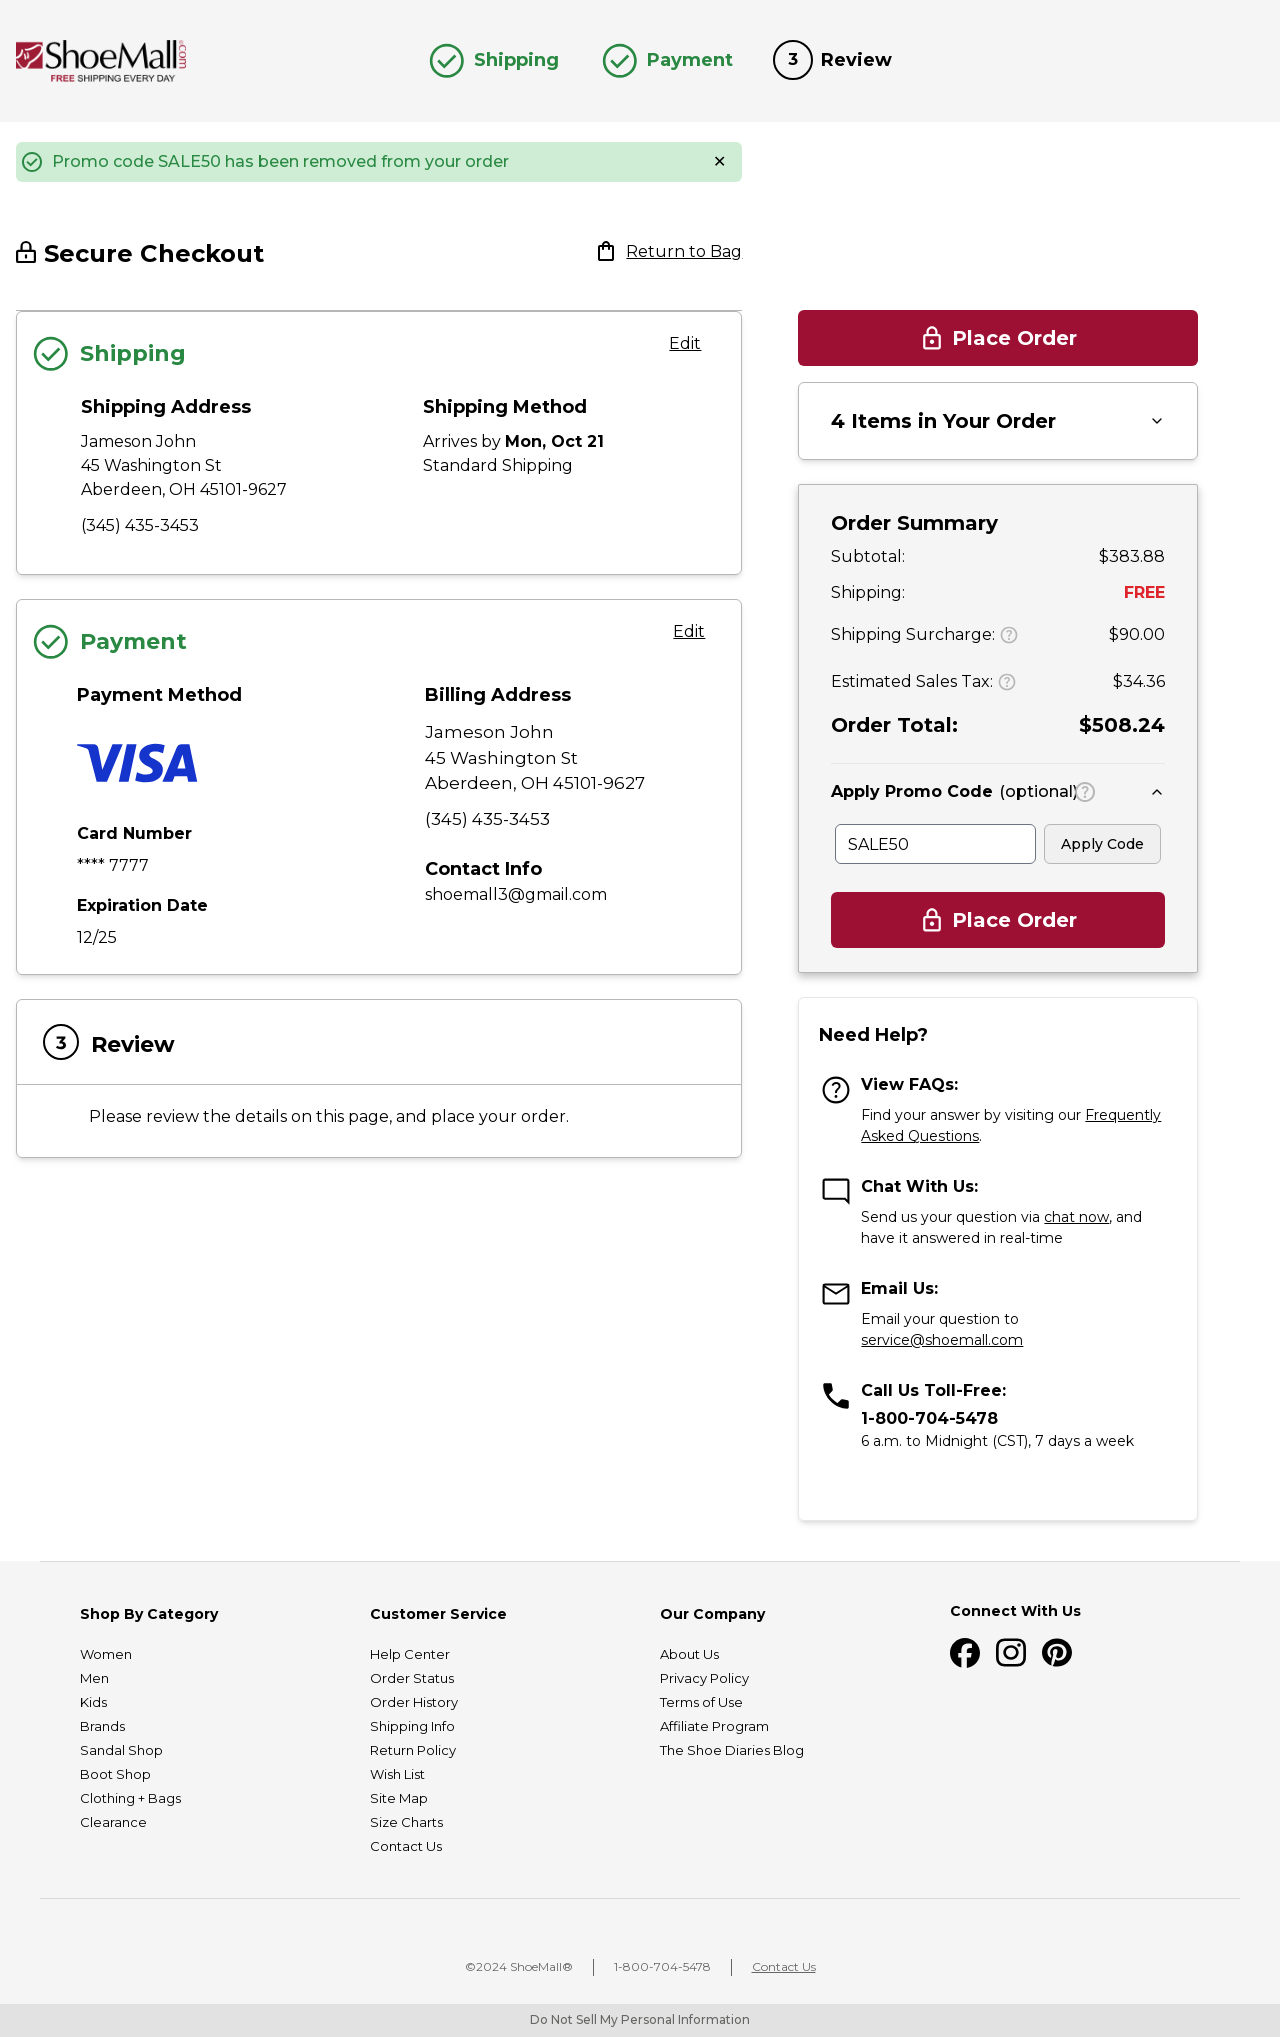 ShoeMall.com
FREE SHIPPING EVERY DAY
Shipping
Payment
3 Review
Promo code SALE50 has been removed from your order
Secure Checkout
Return to Bag
Shipping
Edit
Shipping Address
Jameson John
45 Washington St
Aberdeen, OH 45101-9627
(345) 435-3453
Shipping Method
Arrives by Mon, Oct 21
Standard Shipping
Payment
Edit
Payment Method
VISA
Card Number
**** 7777
Expiration Date
12/25
Billing Address
Jameson John
45 Washington St
Aberdeen, OH 45101-9627
(345) 435-3453
Contact Info
shoemall3@gmail.com
3 Review
Please review the details on this page, and place your order.
Place Order
4 Items in Your Order
Order Summary
Subtotal: $383.88
Shipping: FREE
Shipping Surcharge: ? $90.00
Estimated Sales Tax: ? $34.36
Order Total: $508.24
Apply Promo Code (optional) ?
SALE50 Apply Code
Place Order
Need Help?
View FAQs:
Find your answer by visiting our Frequently
Asked Questions.
Chat With Us:
Send us your question via chat now, and
have it answered in real-time
Email Us:
Email your question to
service@shoemall.com
Call Us Toll-Free:
1-800-704-5478
6 a.m. to Midnight (CST), 7 days a week
Shop By Category
Women
Men
Kids
Brands
Sandal Shop
Boot Shop
Clothing + Bags
Clearance
Customer Service
Help Center
Order Status
Order History
Shipping Info
Return Policy
Wish List
Site Map
Size Charts
Contact Us
Our Company
About Us
Privacy Policy
Terms of Use
Affiliate Program
The Shoe Diaries Blog
Connect With Us
©2024 ShoeMall® | 1-800-704-5478 | Contact Us
Do Not Sell My Personal Information